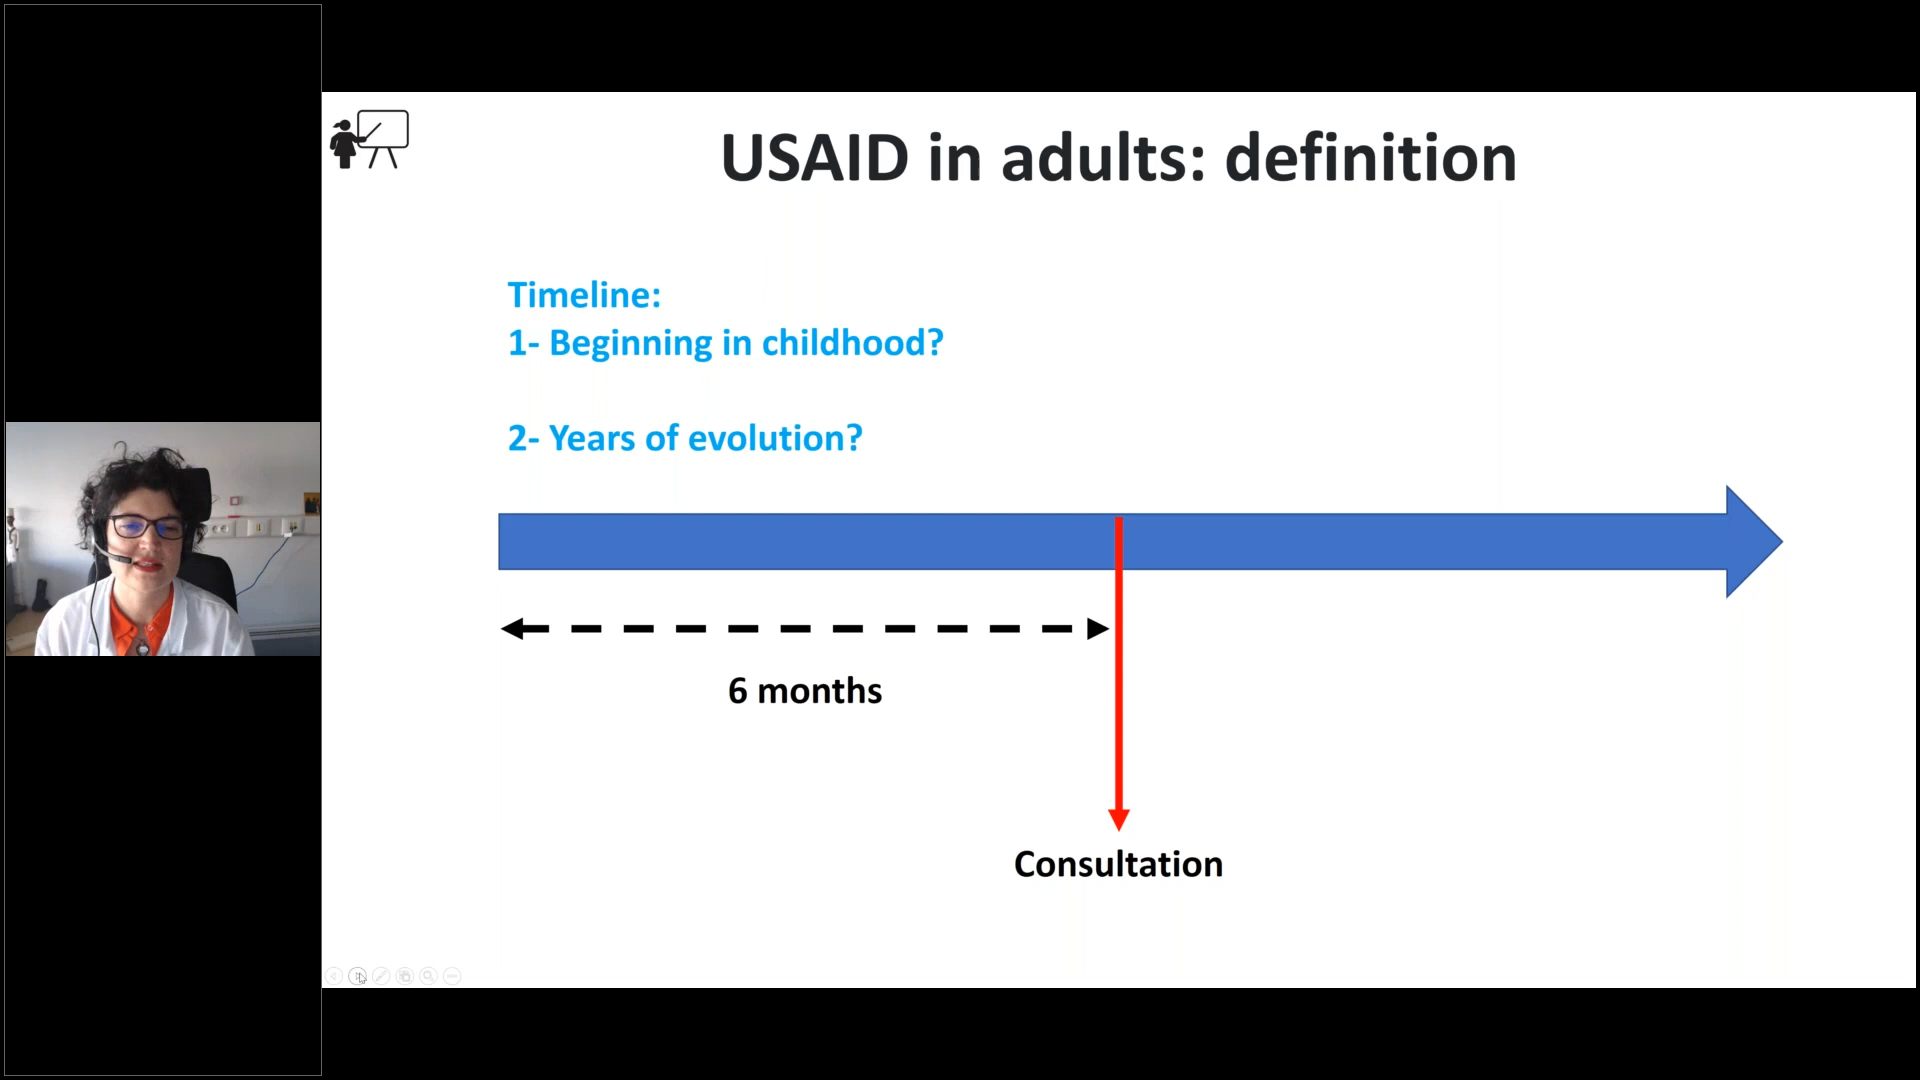 USAID in adults: definition
Timeline:
1- Beginning in childhood?
2- Years of evolution?
6 months
Consultation